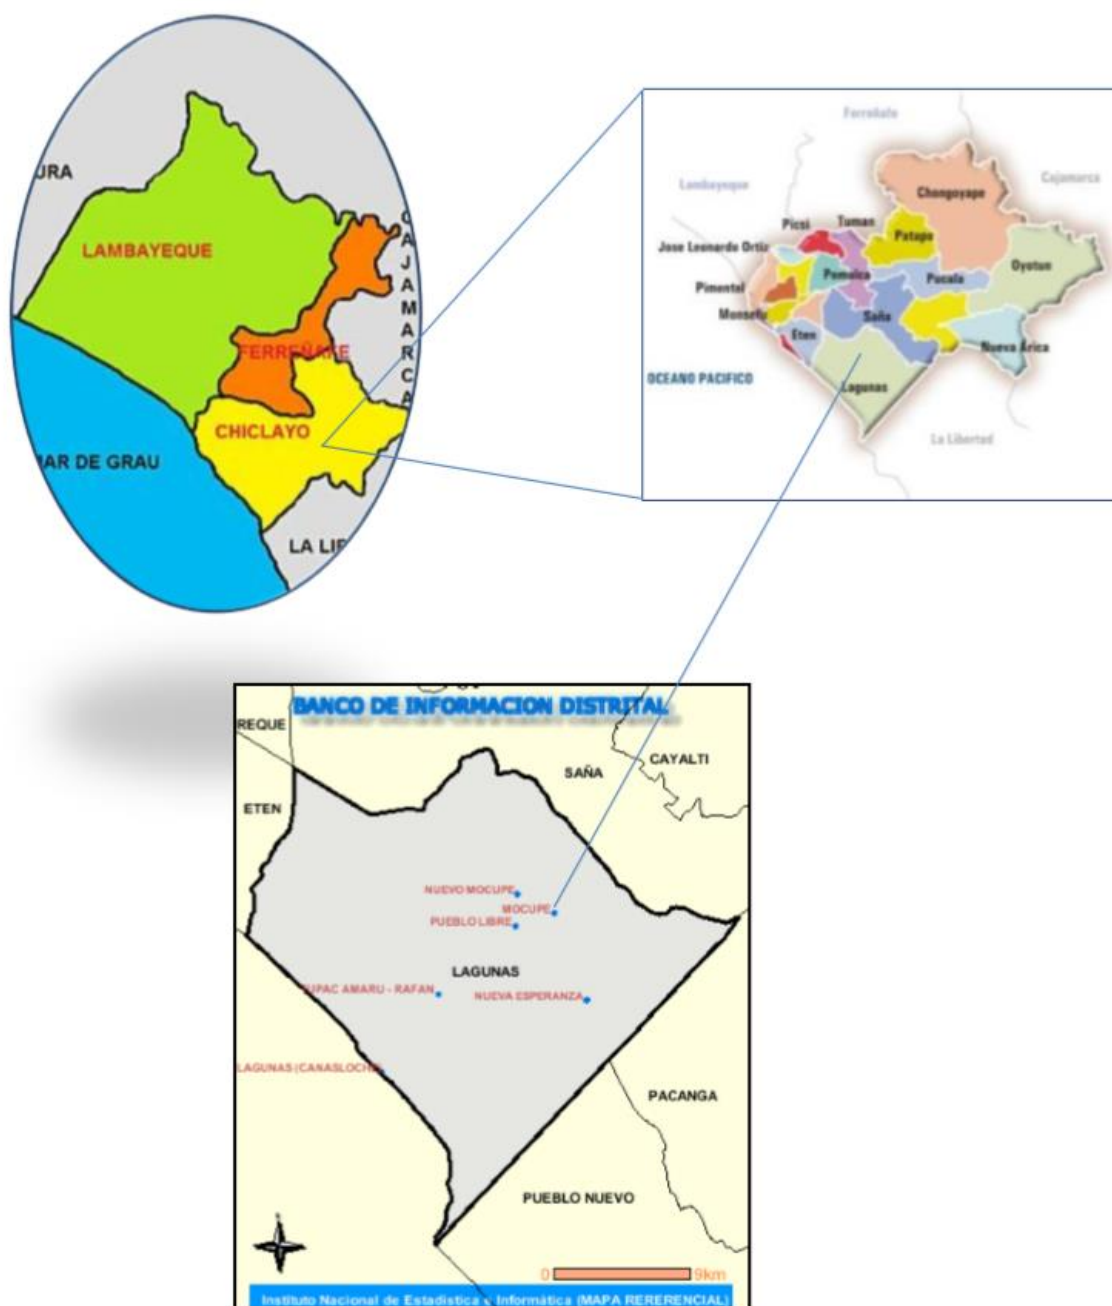 URA
LAMBAYEQUE
CAJAMARCA
FERREÑAFE
CHICLAYO
MAR DE GRAU
LA LIB
Ferreñafe
Lambayeque
Cajamarca
Chongoyape
Picsi
Tuman
Patapo
Jose Leonardo Ortiz
Oyotun
Pomalca
Pucala
Pimentel
Monsefu
Saña
Eten
Nueva Arica
OCEANO PACIFICO
Lagunas
La Libertad
BANCO DE INFORMACION DISTRITAL
REQUE
SAÑA
CAYALTI
ETEN
NUEVO MOCUPE
MOCUPE
PUEBLO LIBRE
LAGUNAS
TUPAC AMARU - RAFAN
NUEVA ESPERANZA
LAGUNAS (CANASLOCHE)
PACANGA
PUEBLO NUEVO
0 9km
Instituto Nacional de Estadística e Informática (MAPA RERERENCIAL)